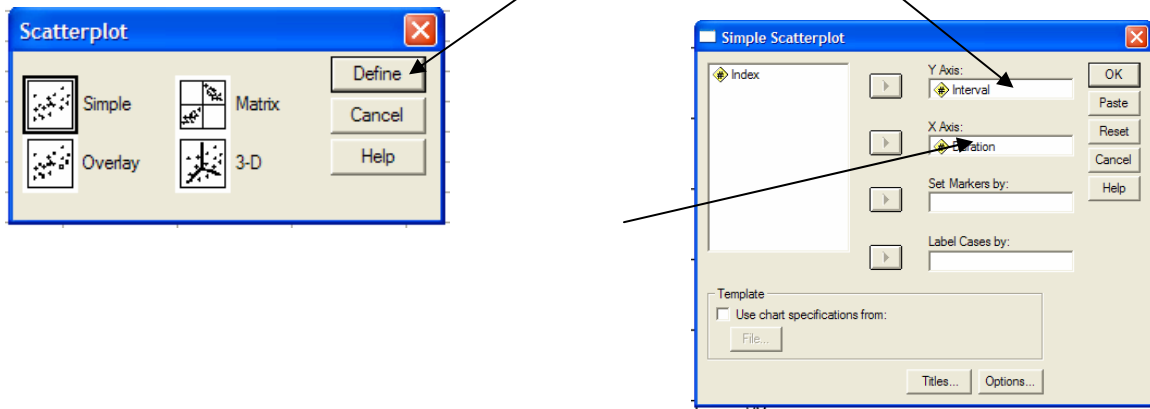 Scatterplot
Simple
Matrix
Define
Cancel
Overlay
3-D
Help
Simple Scatterplot
Index
Y Axis:
Interval
X Axis:
Duration
Set Markers by:
Label Cases by:
OK
Paste
Reset
Cancel
Help
Template
Use chart specifications from:
File...
Titles...
Options...